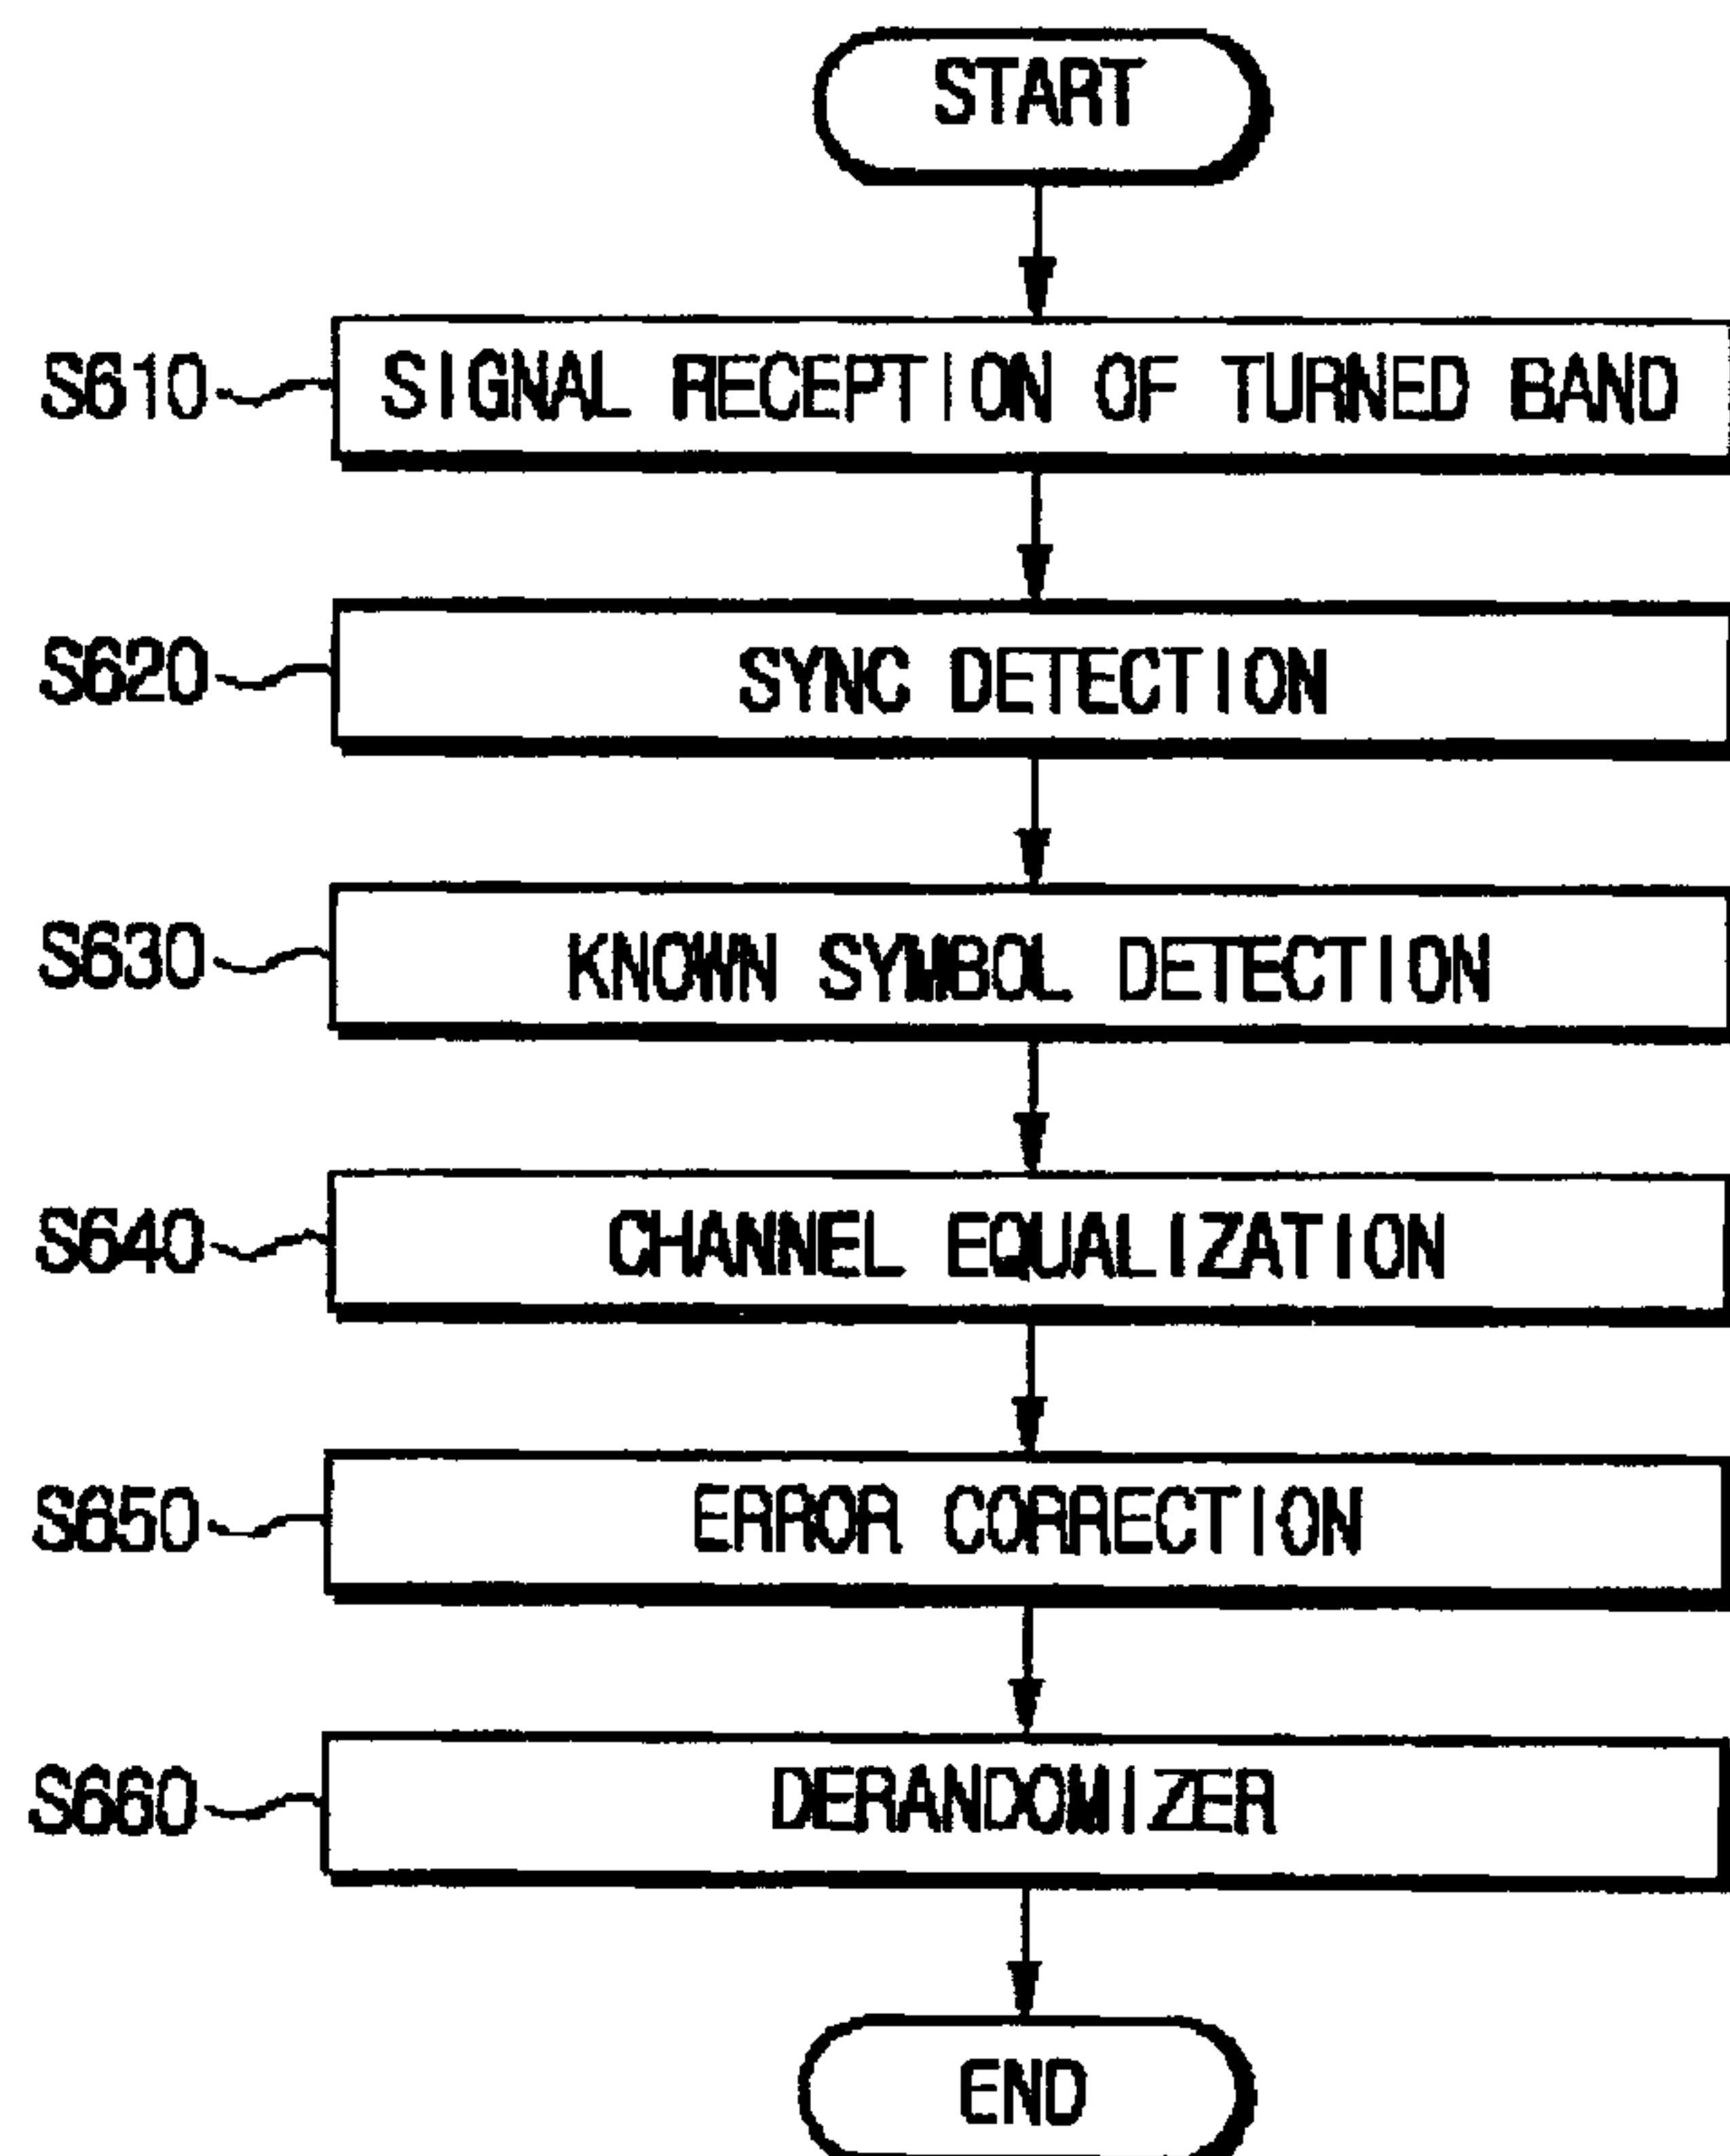 START
S610 SIGNAL RECEPTION OF TURNED BAND
S620 SYNC DETECTION
S630 KNOWN SYMBOL DETECTION
S640 CHANNEL EQUALIZATION
S650 ERROR CORRECTION
S660 DERANDOMIZER
END